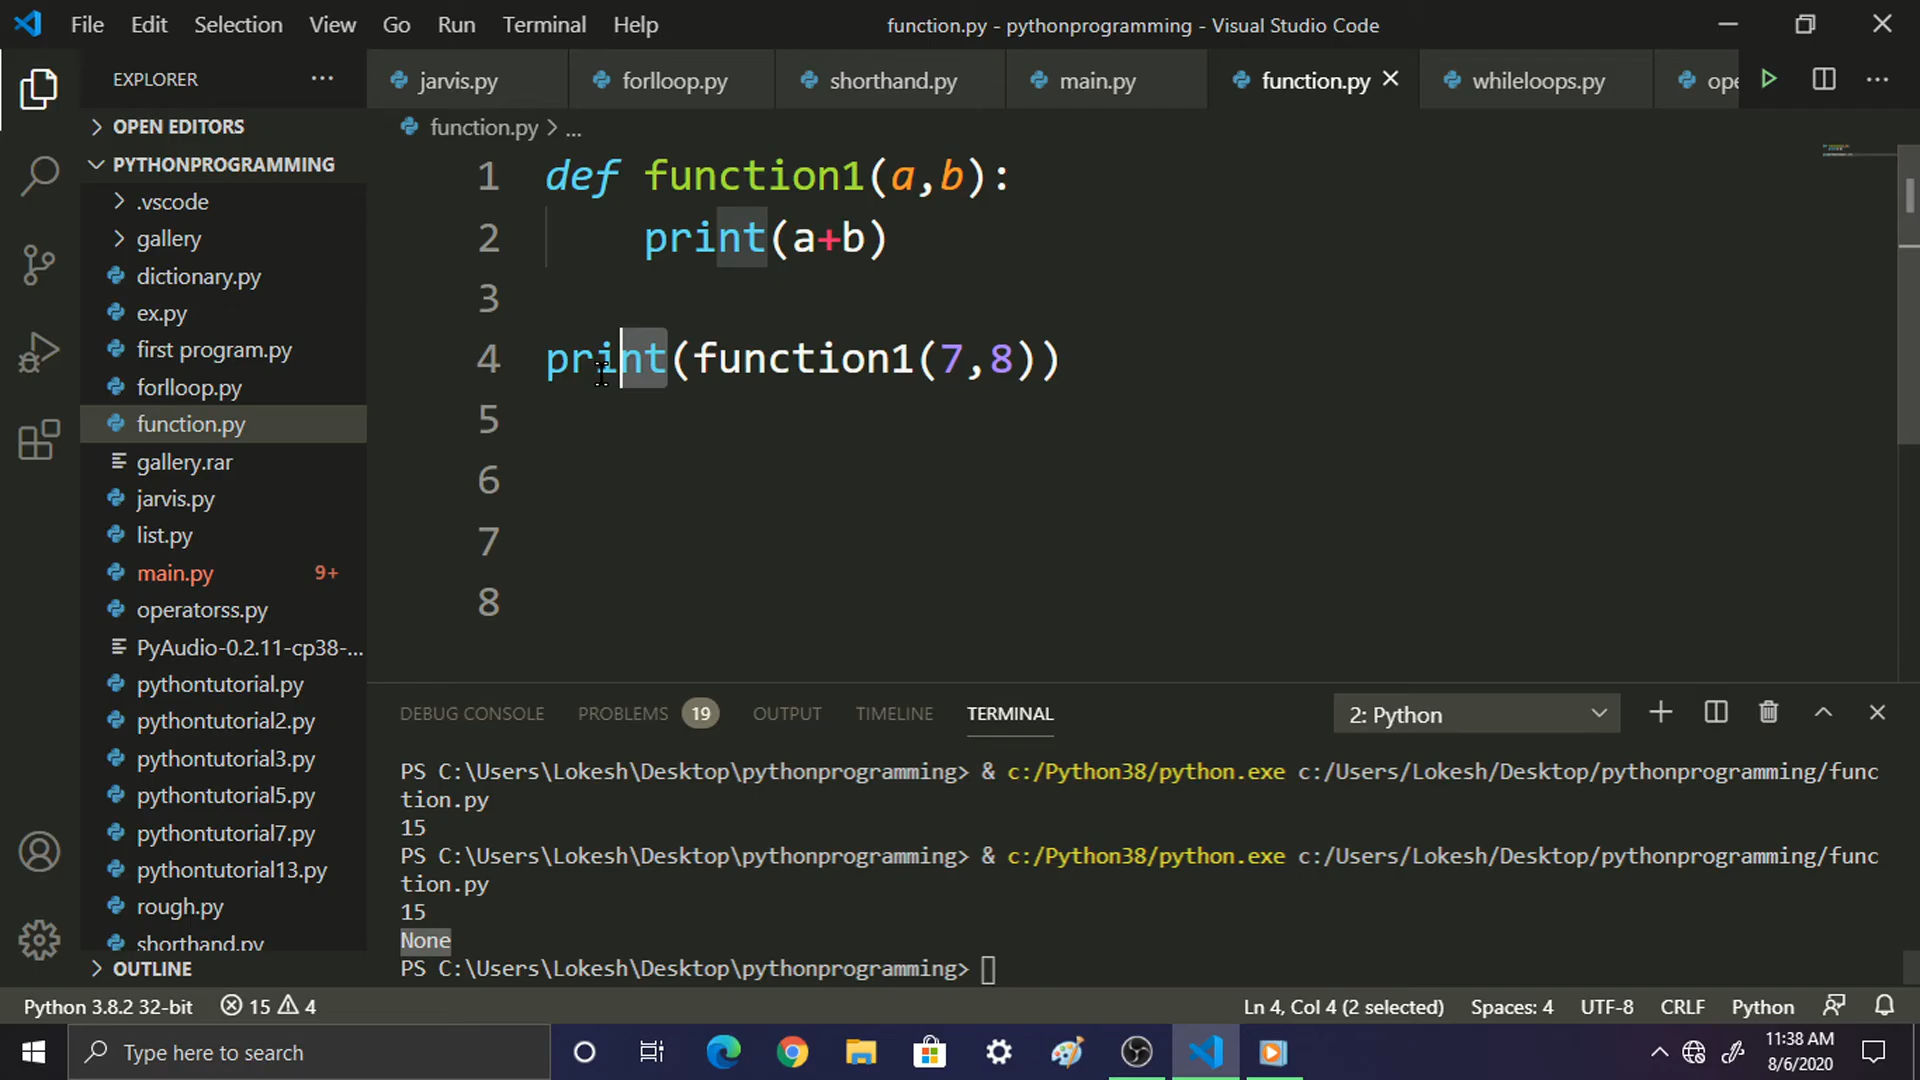 File Edit Selection View Go Run Terminal Help function.py - pythonprogramming - Visual Studio Code
EXPLORER ... jarvis.py forlloop.py shorthand.py main.py function.py whileloops.py ope
OPEN EDITORS
PYTHONPROGRAMMING
.vscode
gallery
dictionary.py
ex.py
first program.py
forlloop.py
function.py
gallery.rar
jarvis.py
list.py
main.py 9+
operatorss.py
PyAudio-0.2.11-cp38-...
pythontutorial.py
pythontutorial2.py
pythontutorial3.py
pythontutorial5.py
pythontutorial7.py
pythontutorial13.py
rough.py
shorthand.py
OUTLINE
function.py > ...
1 def function1(a,b):
2 print(a+b)
3
4 print(function1(7,8))
5
6
7
8
DEBUG CONSOLE PROBLEMS 19 OUTPUT TIMELINE TERMINAL 2: Python
PS C:\Users\Lokesh\Desktop\pythonprogramming> & c:/Python38/python.exe c:/Users/Lokesh/Desktop/pythonprogramming/func
tion.py
15
PS C:\Users\Lokesh\Desktop\pythonprogramming> & c:/Python38/python.exe c:/Users/Lokesh/Desktop/pythonprogramming/func
tion.py
15
None
PS C:\Users\Lokesh\Desktop\pythonprogramming>
Python 3.8.2 32-bit 15 4 Ln 4, Col 4 (2 selected) Spaces: 4 UTF-8 CRLF Python
Type here to search
11:38 AM
8/6/2020